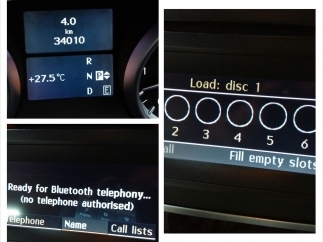 4.0
km
34010
R
+27.5°C N P
D E
1
Load: disc 1
2 3 4 5 6
all Fill empty slots
Ready for Bluetooth telephony...
(no telephone authorised)
Telephone Name Call lists